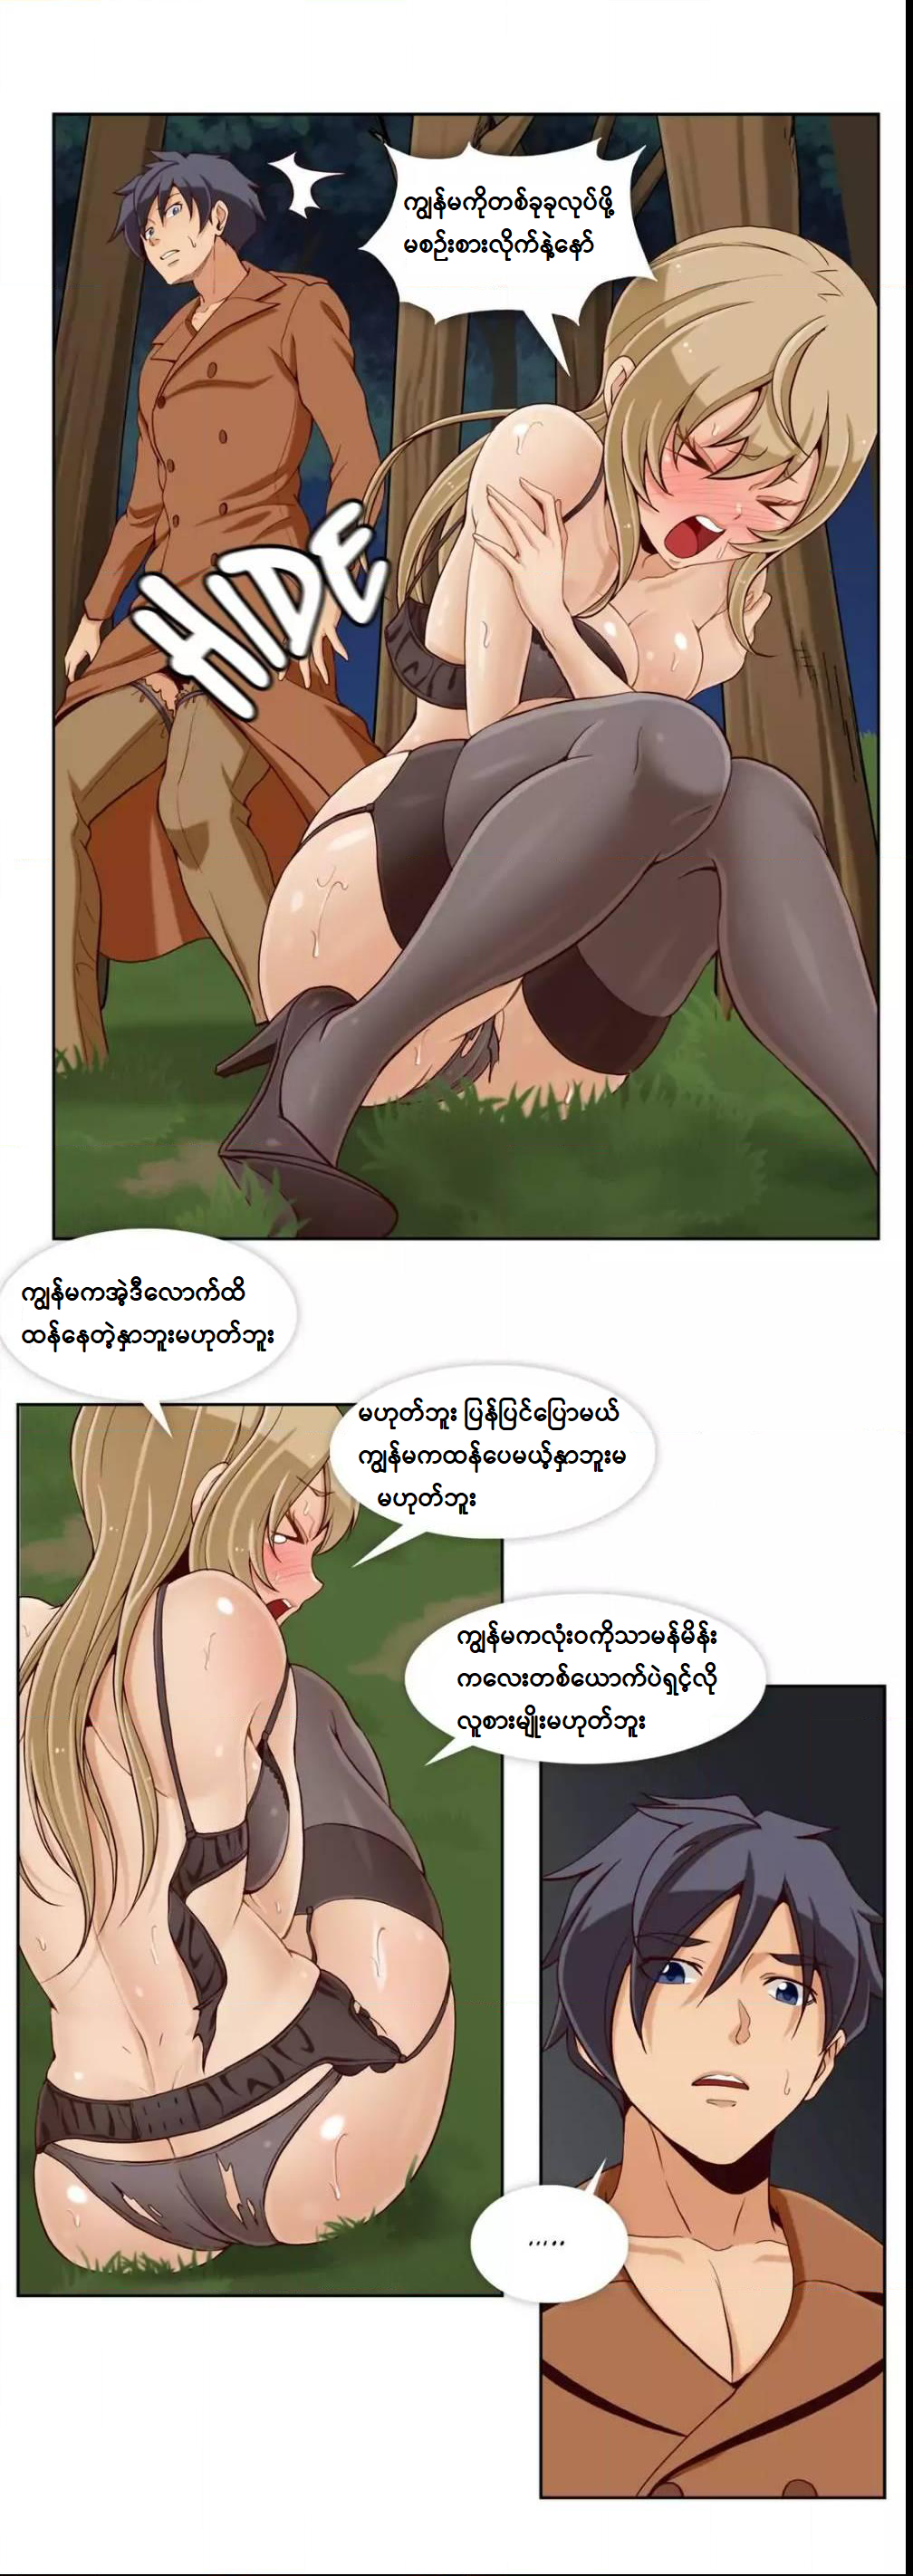 ကျွန်မကိုတစ်ခုခုလုပ်ဖို့
မစဉ်းစားလိုက်နဲ့နော်
HIDE
ကျွန်မကအဲ့ဒီလောက်ထိ
ထန်နေတဲ့နှာဘူးမဟုတ်ဘူး
မဟုတ်ဘူး ပြန်ပြင်ပြောမယ်
ကျွန်မကထန်ပေမယ့်နှာဘူးမ
မဟုတ်ဘူး
ကျွန်မကလုံးဝကိုသာမန်မိန်း
ကလေးတစ်ယောက်ပဲရှင့်လို
လူစားမျိုးမဟုတ်ဘူး
.....